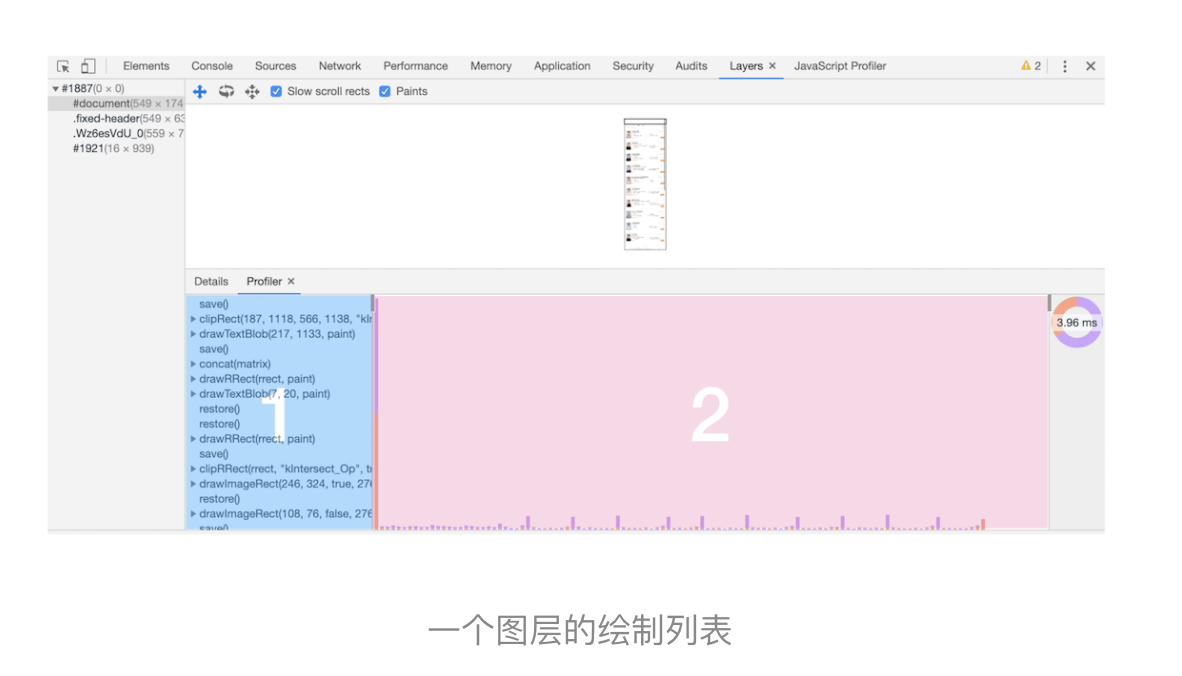 Elements Console Sources Network Performance Memory Application Security Audits Layers × JavaScript Profiler 2
#1887(0 × 0)
Slow scroll rects Paints
#document(549 × 174
.fixed-header(549 × 63
.Wz6esVdU_0(559 × 7
#1921(16 × 939)
Details Profiler ×
save()
clipRect(187, 1118, 566, 1138, "kIn
drawTextBlob(217, 1133, paint)
save()
concat(matrix)
drawRRect(rrect, paint)
drawTextBlob(7, 20, paint)
restore()
restore()
drawRRect(rrect, paint)
save()
clipRRect(rrect, "kIntersect_Op", tr
drawImageRect(246, 324, true, 276
restore()
drawImageRect(108, 76, false, 276
save()
1
2
3.96 ms
一个图层的绘制列表